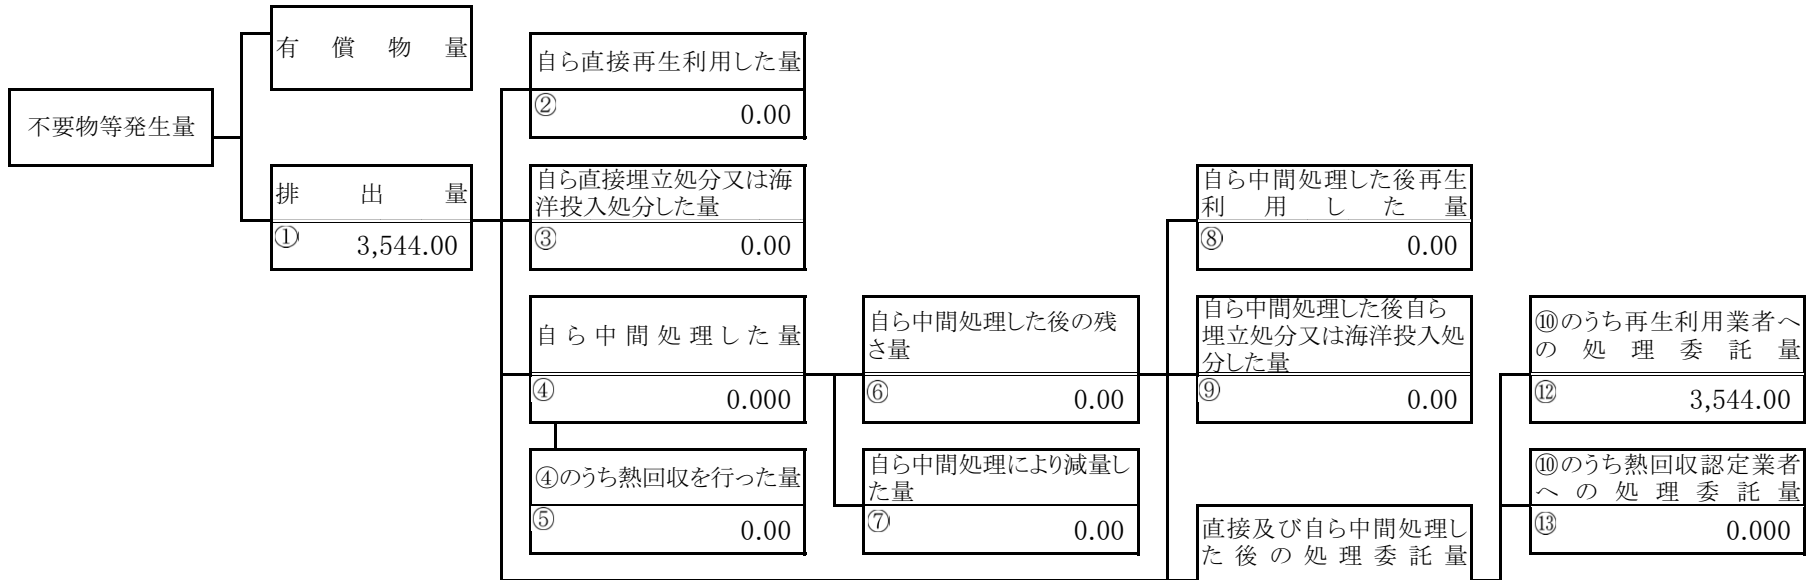 有償物量
不要物等発生量
排出量
① 3,544.00
自ら直接再生利用した量
② 0.00
自ら直接埋立処分又は海
洋投入処分した量
③ 0.00
自ら中間処理した量
④ 0.000
④のうち熱回収を行った量
⑤ 0.00
自ら中間処理した後の残
さ量
⑥ 0.00
自ら中間処理により減量し
た量
⑦ 0.00
自ら中間処理した後再生
利用した量
⑧ 0.00
自ら中間処理した後自ら
埋立処分又は海洋投入処
分した量
⑨ 0.00
直接及び自ら中間処理し
た後の処理委託量
⑩のうち再生利用業者へ
の処理委託量
⑫ 3,544.00
⑩のうち熱回収認定業者
への処理委託量
⑬ 0.000